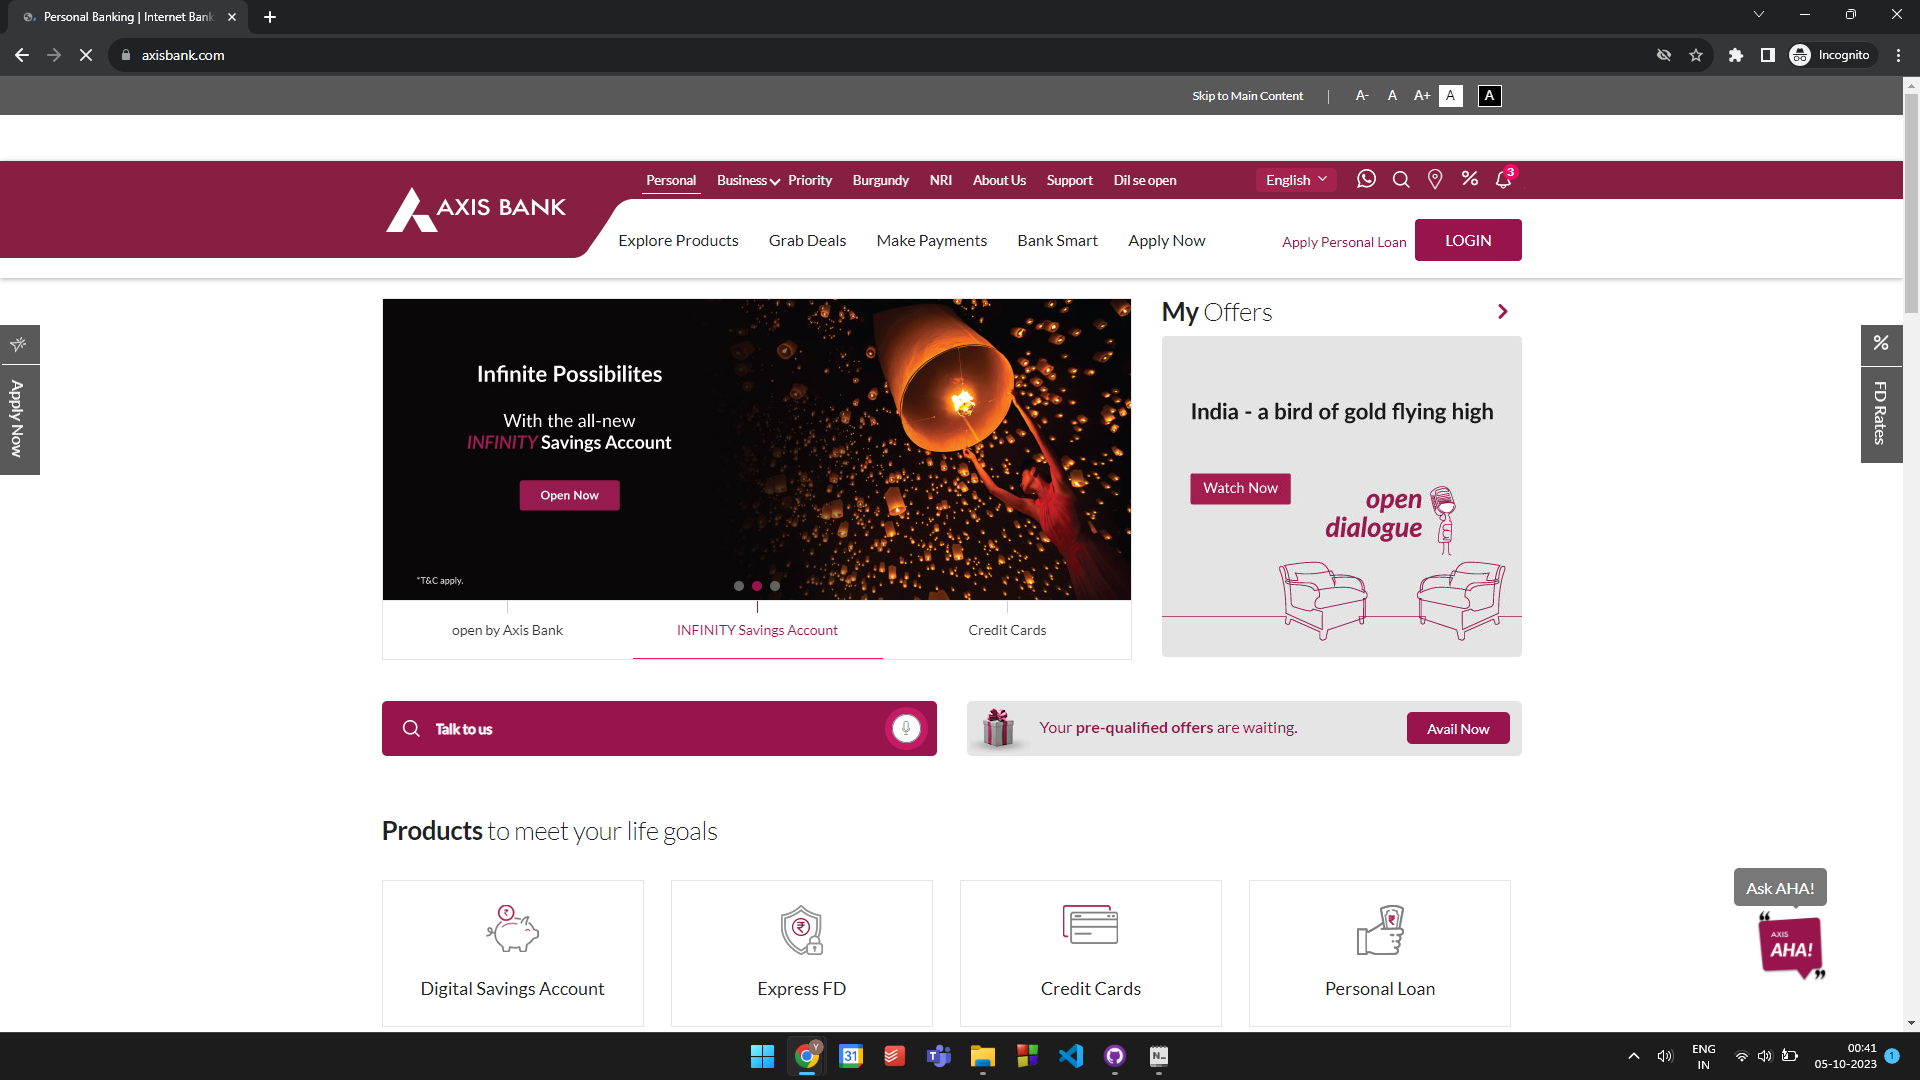 Personal Banking | Internet Bank
axisbank.com
Incognito
Skip to Main Content | A- A A+ A A
Personal Business Priority Burgundy NRI About Us Support Dil se open English 3
AXIS BANK
Explore Products Grab Deals Make Payments Bank Smart Apply Now Apply Personal Loan LOGIN
Infinite Possibilites
With the all-new
INFINITY Savings Account
Open Now
*T&C apply.
open by Axis Bank INFINITY Savings Account Credit Cards
My Offers
India - a bird of gold flying high
Watch Now
open
dialogue
Apply Now
%
FD Rates
Talk to us
Your pre-qualified offers are waiting.
Avail Now
Products to meet your life goals
Digital Savings Account
Express FD
Credit Cards
Personal Loan
Ask AHA!
AXIS
AHA!
Y
31
N
ENG
IN
00:41
05-10-2023
1